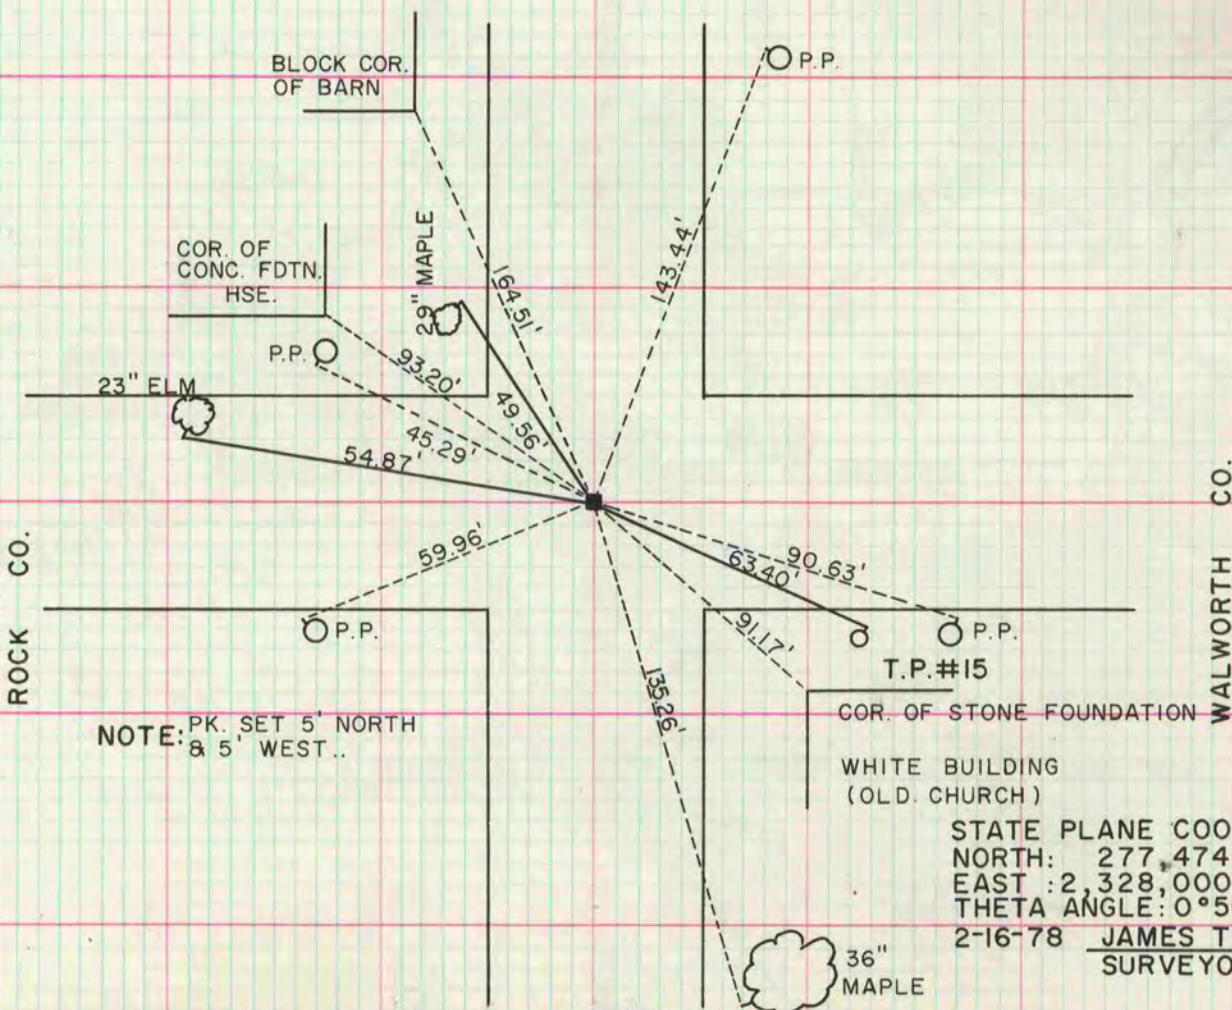 BLOCK COR.
OF BARN
P.P.
COR. OF
CONC. FDTN.
HSE.
29" MAPLE
164.51'
143.44'
P.P.
93.20'
23" ELM
49.56'
45.29'
54.87'
59.96'
90.63'
63.40'
91.17'
135.26'
P.P.
P.P.
T.P.#15
ROCK CO.
WALWORTH CO.
NOTE: PK. SET 5' NORTH
& 5' WEST..
COR. OF STONE FOUNDATION
WHITE BUILDING
(OLD. CHURCH)
STATE PLANE COO
NORTH: 277,474
EAST : 2,328,000
THETA ANGLE: 0°5
2-16-78 JAMES T
SURVEYO
36"
MAPLE